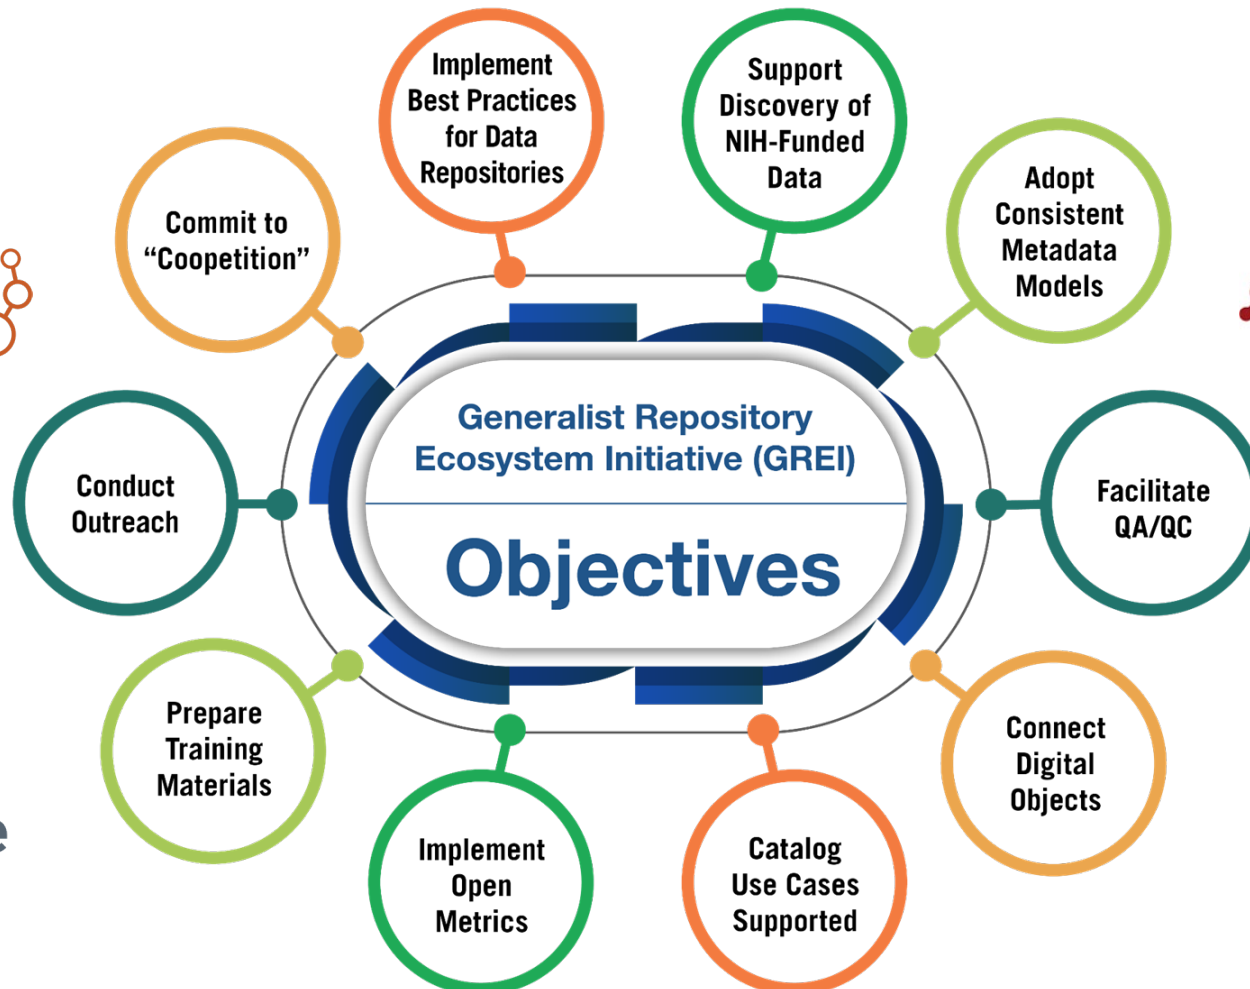 Implement
Best Practices
for Data
Repositories
Support
Discovery of
NIH-Funded
Data
Adopt
Consistent
Metadata
Models
Commit to
“Coopetition”
Generalist Repository
Ecosystem Initiative (GREI)
Objectives
Conduct
Outreach
Facilitate
QA/QC
Prepare
Training
Materials
Connect
Digital
Objects
Implement
Open
Metrics
Catalog
Use Cases
Supported
e